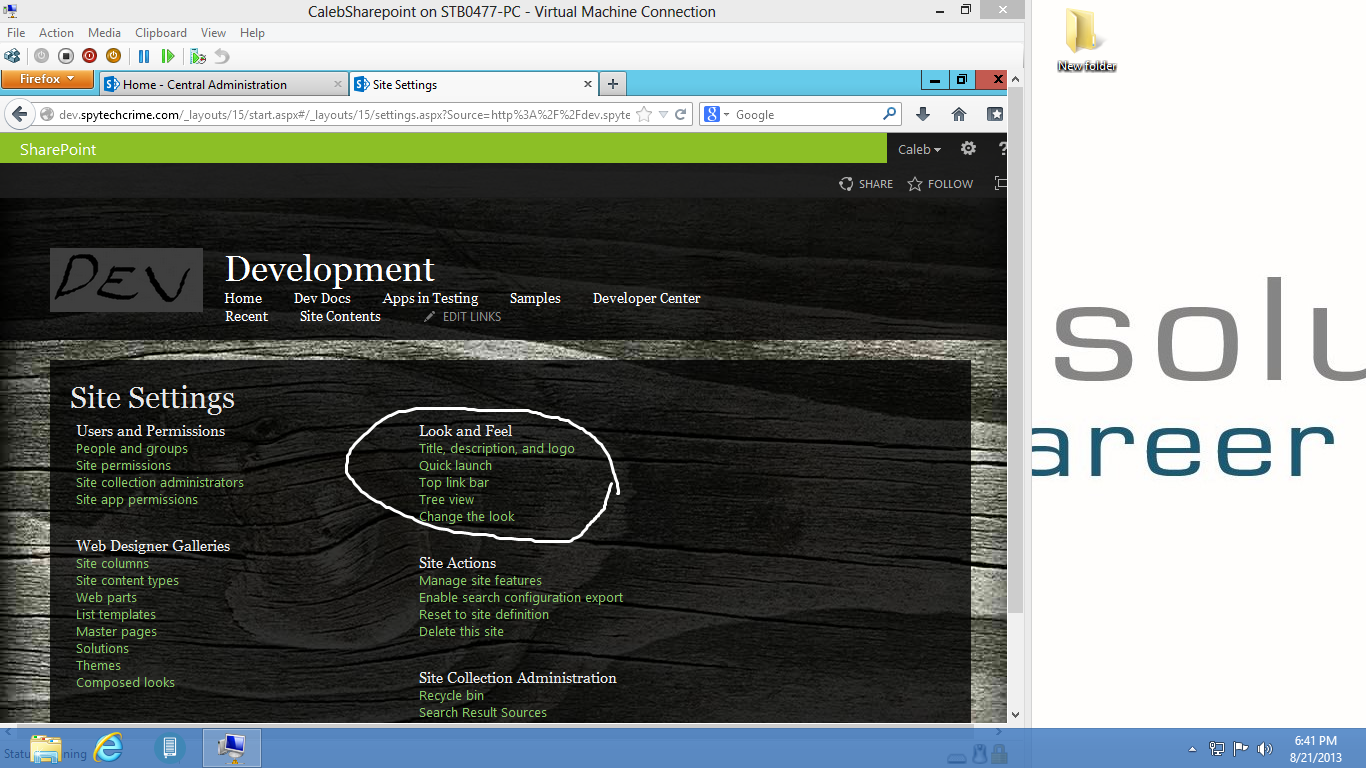 CalebSharepoint on STB0477-PC - Virtual Machine Connection
File Action Media Clipboard View Help
Firefox
Home - Central Administration
Site Settings
dev.spytechcrime.com/_layouts/15/start.aspx#/_layouts/15/settings.aspx?Source=http%3A%2F%2Fdev.spyte
Google
SharePoint
Caleb
?
SHARE
FOLLOW
DEV
Development
Home Dev Docs Apps in Testing Samples Developer Center
Recent Site Contents EDIT LINKS
Site Settings
Users and Permissions
People and groups
Site permissions
Site collection administrators
Site app permissions
Web Designer Galleries
Site columns
Site content types
Web parts
List templates
Master pages
Solutions
Themes
Composed looks
Look and Feel
Title, description, and logo
Quick launch
Top link bar
Tree view
Change the look
Site Actions
Manage site features
Enable search configuration export
Reset to site definition
Delete this site
Site Collection Administration
Recycle bin
Search Result Sources
New folder
solu
areer
6:41 PM
8/21/2013